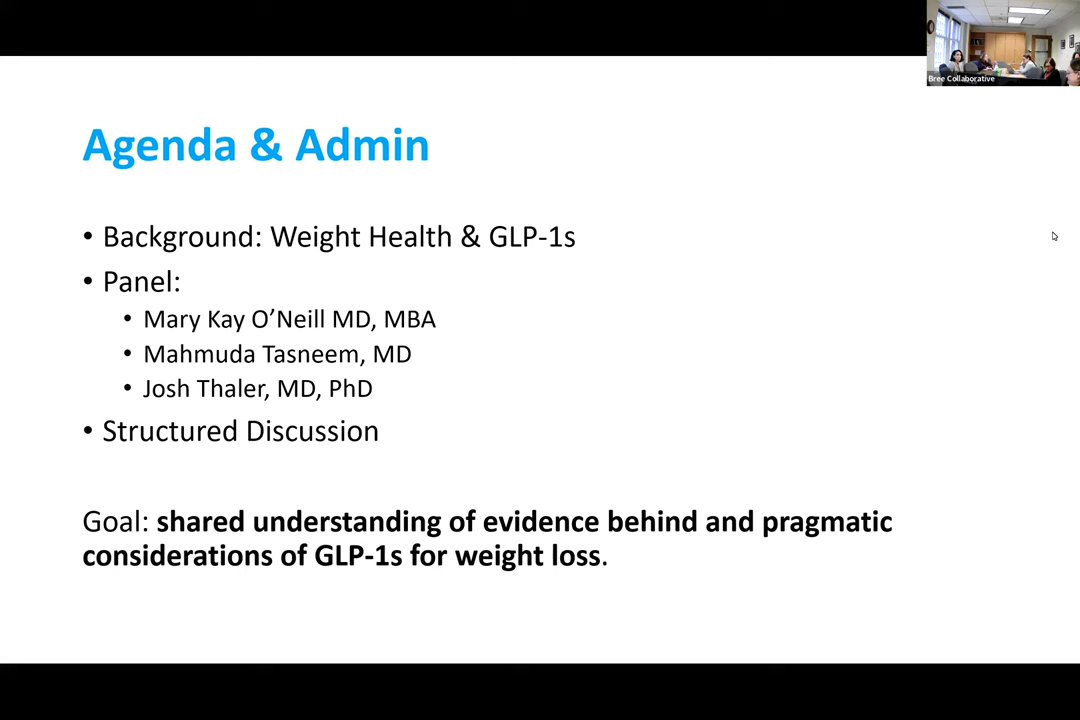 Bree Collaborative
Agenda & Admin
• Background: Weight Health & GLP-1s
• Panel:
• Mary Kay O’Neill MD, MBA
• Mahmuda Tasneem, MD
• Josh Thaler, MD, PhD
• Structured Discussion
Goal: shared understanding of evidence behind and pragmatic
considerations of GLP-1s for weight loss.